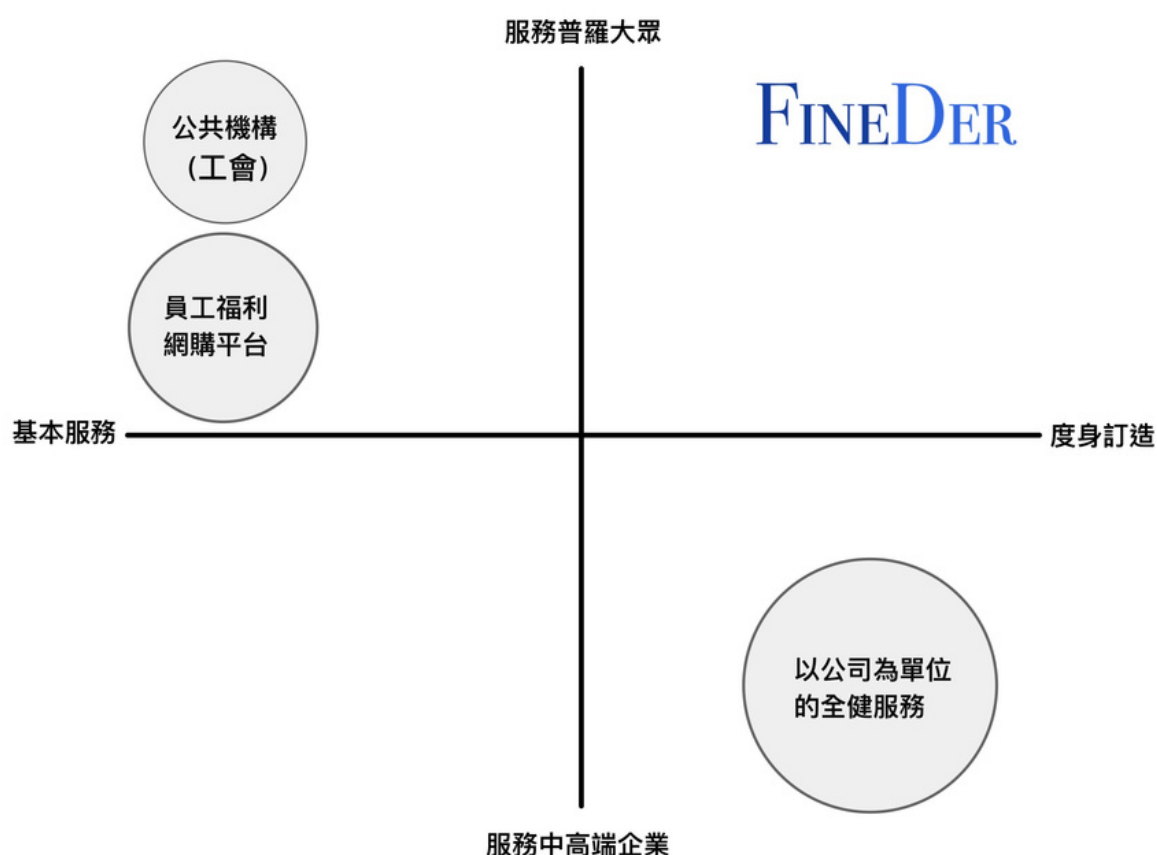 服務普羅大眾
公共機構
(工會)
FINEDER
員工福利
網購平台
基本服務
度身訂造
以公司為單位
的全健服務
服務中高端企業